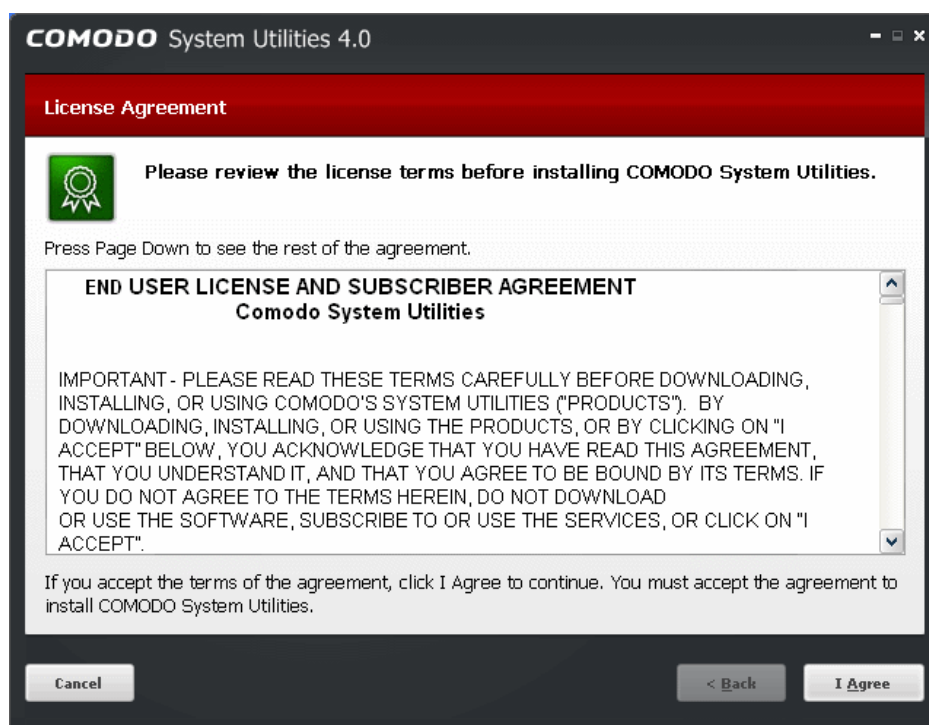 COMODO System Utilities 4.0
License Agreement
Please review the license terms before installing COMODO System Utilities.
Press Page Down to see the rest of the agreement.
END USER LICENSE AND SUBSCRIBER AGREEMENT
Comodo System Utilities
IMPORTANT - PLEASE READ THESE TERMS CAREFULLY BEFORE DOWNLOADING,
INSTALLING, OR USING COMODO'S SYSTEM UTILITIES ("PRODUCTS"). BY
DOWNLOADING, INSTALLING, OR USING THE PRODUCTS, OR BY CLICKING ON "I
ACCEPT" BELOW, YOU ACKNOWLEDGE THAT YOU HAVE READ THIS AGREEMENT,
THAT YOU UNDERSTAND IT, AND THAT YOU AGREE TO BE BOUND BY ITS TERMS. IF
YOU DO NOT AGREE TO THE TERMS HEREIN, DO NOT DOWNLOAD
OR USE THE SOFTWARE, SUBSCRIBE TO OR USE THE SERVICES, OR CLICK ON "I
ACCEPT".
If you accept the terms of the agreement, click I Agree to continue. You must accept the agreement to
install COMODO System Utilities.
Cancel
< Back
I Agree